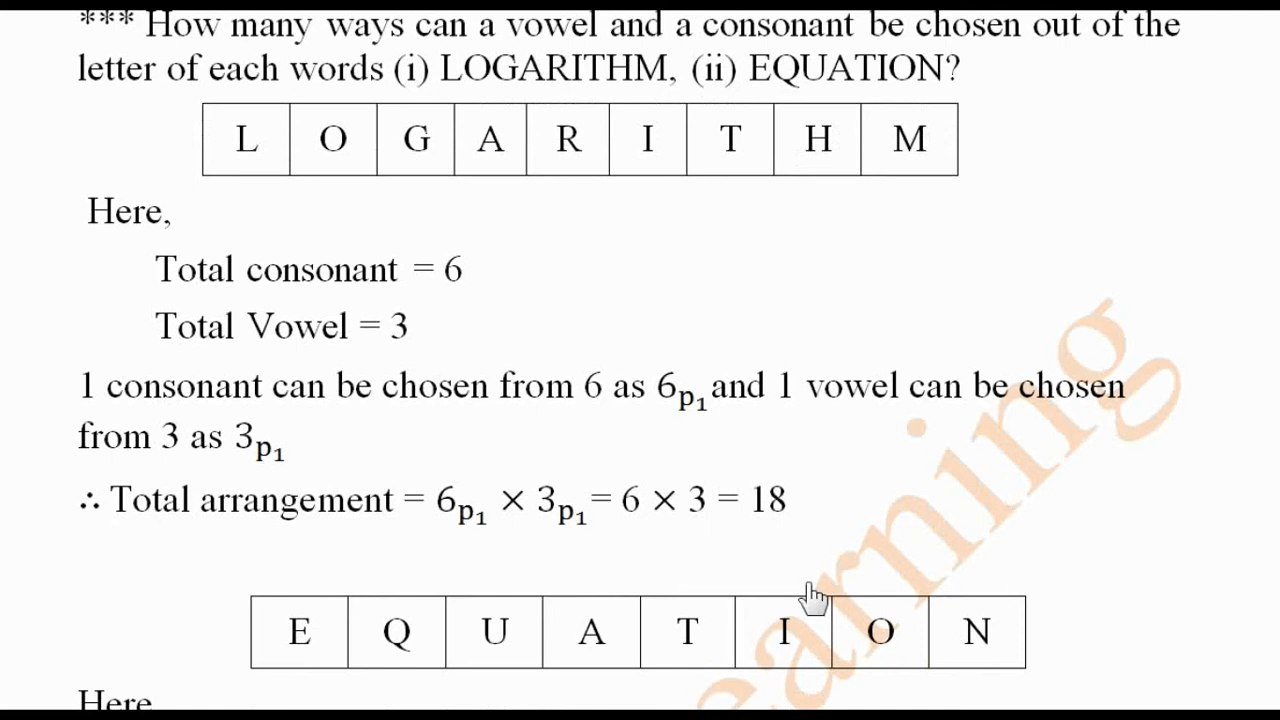 *** How many ways can a vowel and a consonant be chosen out of the
letter of each words (i) LOGARITHM, (ii) EQUATION?
L O G A R I T H M
Here,
Total consonant = 6
Total Vowel = 3
1 consonant can be chosen from 6 as 6p₁ and 1 vowel can be chosen
from 3 as 3p₁
∴ Total arrangement = 6p₁ × 3p₁ = 6 × 3 = 18
E Q U A T I O N
Here
earning